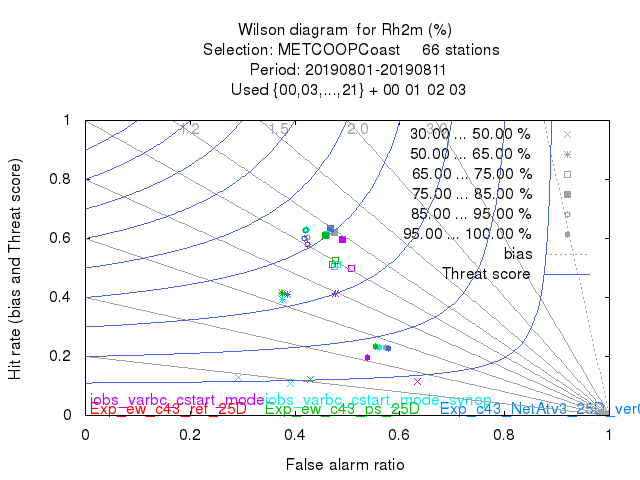 Wilson diagram for Rh2m (%)
Selection: METCOOPCoast 66 stations
Period: 20190801-20190811
Used {00,03,...,21} + 00 01 02 03
1.2 1.5 2.0 3.0
30.00 ... 50.00 %
50.00 ... 65.00 %
65.00 ... 75.00 %
75.00 ... 85.00 %
85.00 ... 95.00 %
95.00 ... 100.00 %
bias
Threat score
Hit rate (bias and Threat score)
1
0.8
0.6
0.4
0.2
0
jobs_varbc_cstart_mode jobs_varbc_cstart_mode_synop
Exp_ew_c43_ref_25D Exp_ew_c43_ps_25D Exp_c43_NetAtv3_25D_ver0
0 0.2 0.4 0.6 0.8 1
False alarm ratio